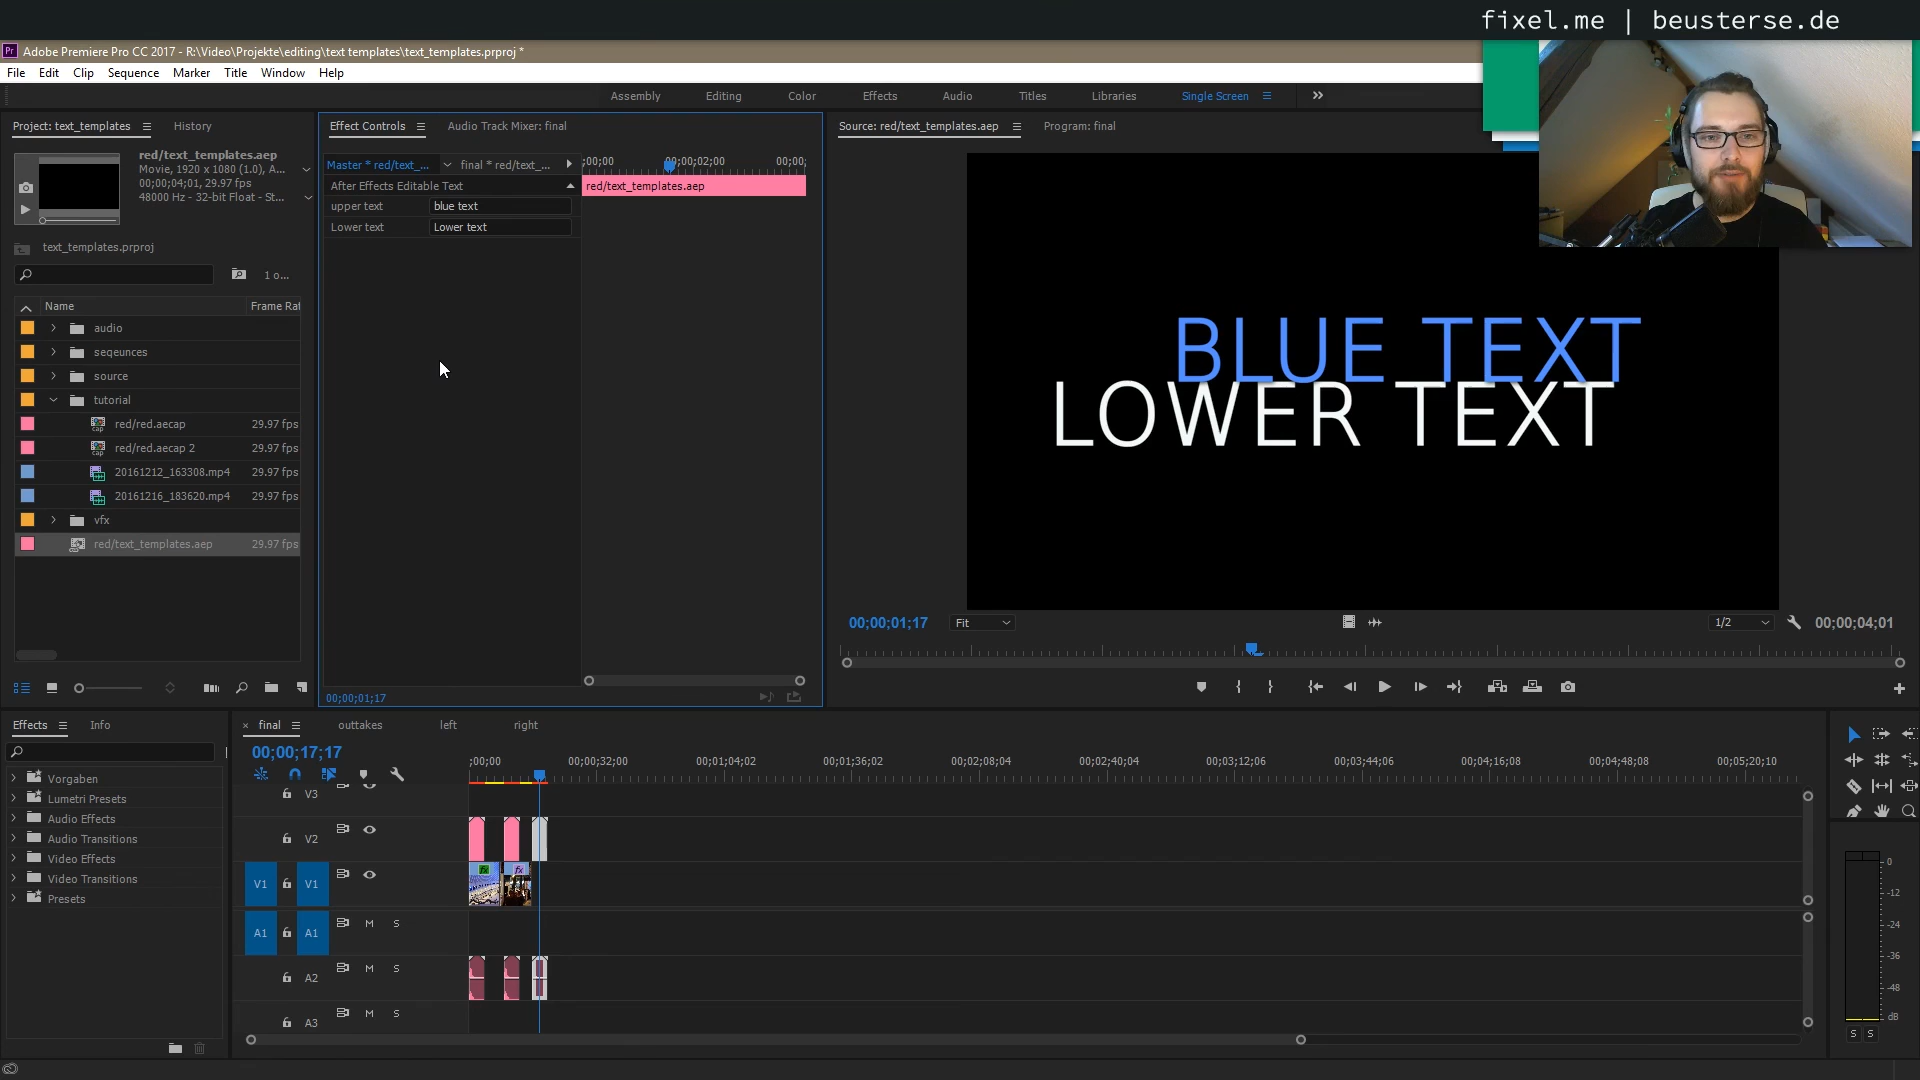 fixel.me | beusterse.de
Adobe Premiere Pro CC 2017 - R:\Video\Projekte\editing\text templates\text_templates.prproj *
File Edit Clip Sequence Marker Title Window Help
Assembly Editing Color Effects Audio Titles Libraries Single Screen
Project: text_templates History
red/text_templates.aep
Movie, 1920 x 1080 (1.0), A...
00;00;04;01, 29.97 fps
48000 Hz - 32-bit Float - St...
text_templates.prproj
1 o...
Name Frame Rat
audio
seqeunces
source
tutorial
red/red.aecap 29.97 fps
red/red.aecap 2 29.97 fps
20161212_163308.mp4 29.97 fps
20161216_183620.mp4 29.97 fps
vfx
red/text_templates.aep 29.97 fps
Effect Controls Audio Track Mixer: final
Master * red/text_... final * red/text_...
;00;00 00;00;02;00 00;00;
After Effects Editable Text
red/text_templates.aep
upper text blue text
Lower text Lower text
00;00;01;17
Source: red/text_templates.aep Program: final
BLUE TEXT
LOWER TEXT
00;00;01;17 Fit 1/2 00;00;04;01
Effects Info
Vorgaben
Lumetri Presets
Audio Effects
Audio Transitions
Video Effects
Video Transitions
Presets
× final outtakes left right
00;00;17;17
;00;00 00;00;32;00 00;01;04;02 00;01;36;02 00;02;08;04 00;02;40;04 00;03;12;06 00;03;44;06 00;04;16;08 00;04;48;08 00;05;20;10
V3
V2
V1 V1
fx fx
A1 A1 M S
A2 M S
A3 M S
0
-12
-24
-36
-48
dB
S S